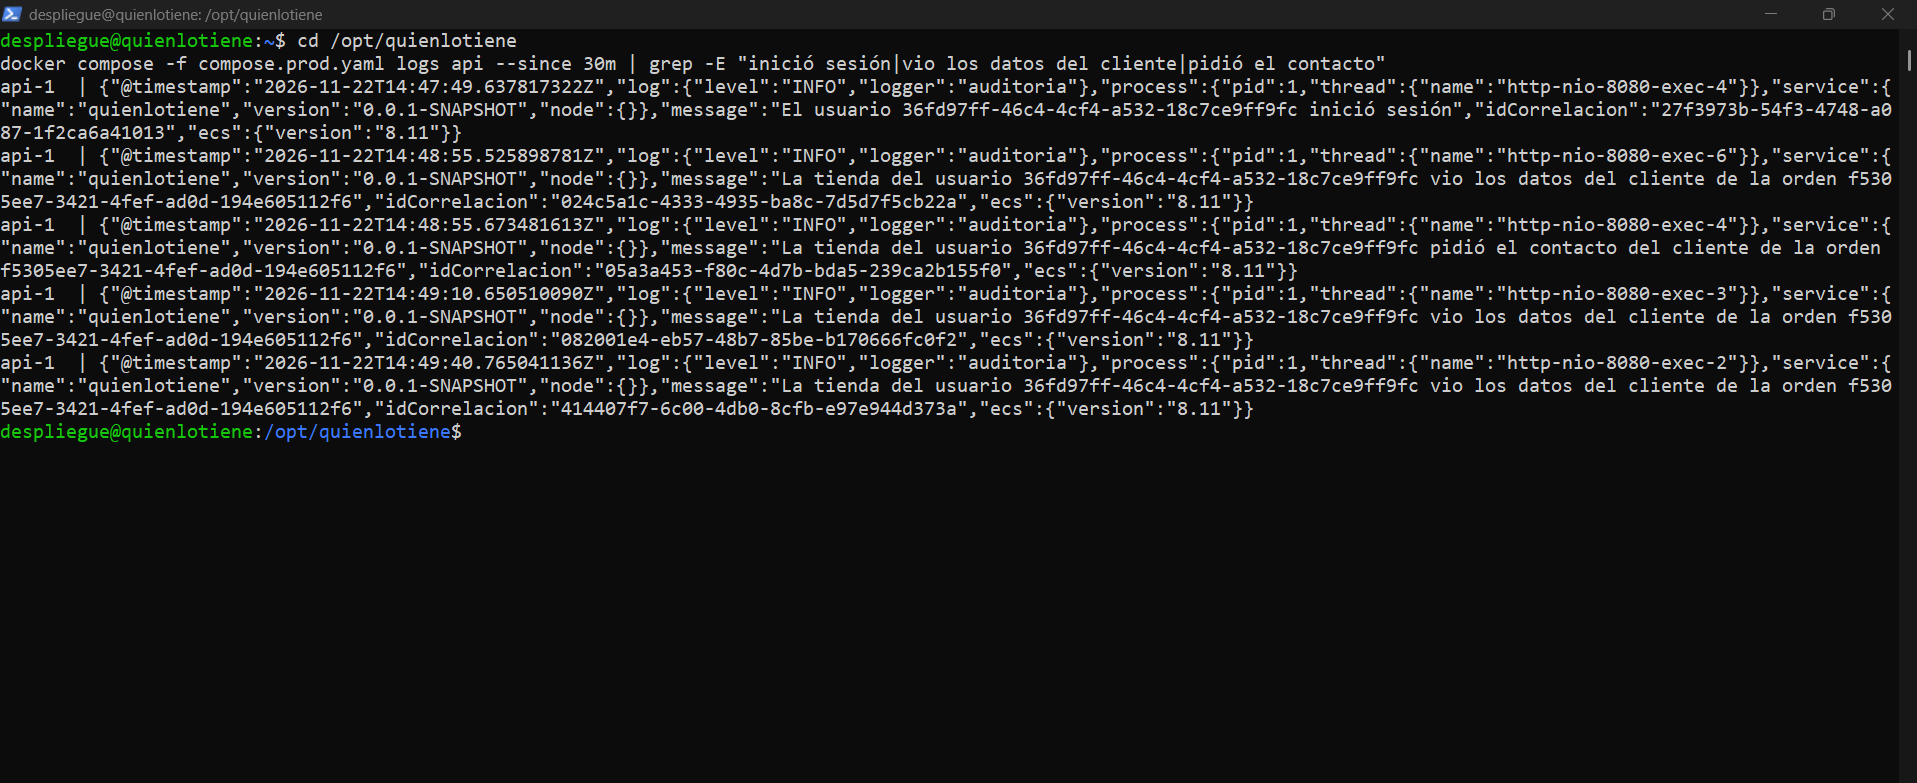 despliegue@quienlotiene: /opt/quienlotiene
despliegue@quienlotiene:~$ cd /opt/quienlotiene
docker compose -f compose.prod.yaml logs api --since 30m | grep -E "inició sesión|vio los datos del cliente|pidió el contacto"
api-1  | {"@timestamp":"2026-11-22T14:47:49.637817322Z","log":{"level":"INFO","logger":"auditoria"},"process":{"pid":1,"thread":{"name":"http-nio-8080-exec-4"}},"service":{
"name":"quienlotiene","version":"0.0.1-SNAPSHOT","node":{}},"message":"El usuario 36fd97ff-46c4-4cf4-a532-18c7ce9ff9fc inició sesión","idCorrelacion":"27f3973b-54f3-4748-a0
87-1f2ca6a41013","ecs":{"version":"8.11"}}
api-1  | {"@timestamp":"2026-11-22T14:48:55.525898781Z","log":{"level":"INFO","logger":"auditoria"},"process":{"pid":1,"thread":{"name":"http-nio-8080-exec-6"}},"service":{
"name":"quienlotiene","version":"0.0.1-SNAPSHOT","node":{}},"message":"La tienda del usuario 36fd97ff-46c4-4cf4-a532-18c7ce9ff9fc vio los datos del cliente de la orden f530
5ee7-3421-4fef-ad0d-194e605112f6","idCorrelacion":"024c5a1c-4333-4935-ba8c-7d5d7f5cb22a","ecs":{"version":"8.11"}}
api-1  | {"@timestamp":"2026-11-22T14:48:55.673481613Z","log":{"level":"INFO","logger":"auditoria"},"process":{"pid":1,"thread":{"name":"http-nio-8080-exec-4"}},"service":{
"name":"quienlotiene","version":"0.0.1-SNAPSHOT","node":{}},"message":"La tienda del usuario 36fd97ff-46c4-4cf4-a532-18c7ce9ff9fc pidió el contacto del cliente de la orden
f5305ee7-3421-4fef-ad0d-194e605112f6","idCorrelacion":"05a3a453-f80c-4d7b-bda5-239ca2b155f0","ecs":{"version":"8.11"}}
api-1  | {"@timestamp":"2026-11-22T14:49:10.650510090Z","log":{"level":"INFO","logger":"auditoria"},"process":{"pid":1,"thread":{"name":"http-nio-8080-exec-3"}},"service":{
"name":"quienlotiene","version":"0.0.1-SNAPSHOT","node":{}},"message":"La tienda del usuario 36fd97ff-46c4-4cf4-a532-18c7ce9ff9fc vio los datos del cliente de la orden f530
5ee7-3421-4fef-ad0d-194e605112f6","idCorrelacion":"082001e4-eb57-48b7-85be-b170666fc0f2","ecs":{"version":"8.11"}}
api-1  | {"@timestamp":"2026-11-22T14:49:40.765041136Z","log":{"level":"INFO","logger":"auditoria"},"process":{"pid":1,"thread":{"name":"http-nio-8080-exec-2"}},"service":{
"name":"quienlotiene","version":"0.0.1-SNAPSHOT","node":{}},"message":"La tienda del usuario 36fd97ff-46c4-4cf4-a532-18c7ce9ff9fc vio los datos del cliente de la orden f530
5ee7-3421-4fef-ad0d-194e605112f6","idCorrelacion":"414407f7-6c00-4db0-8cfb-e97e944d373a","ecs":{"version":"8.11"}}
despliegue@quienlotiene:/opt/quienlotiene$